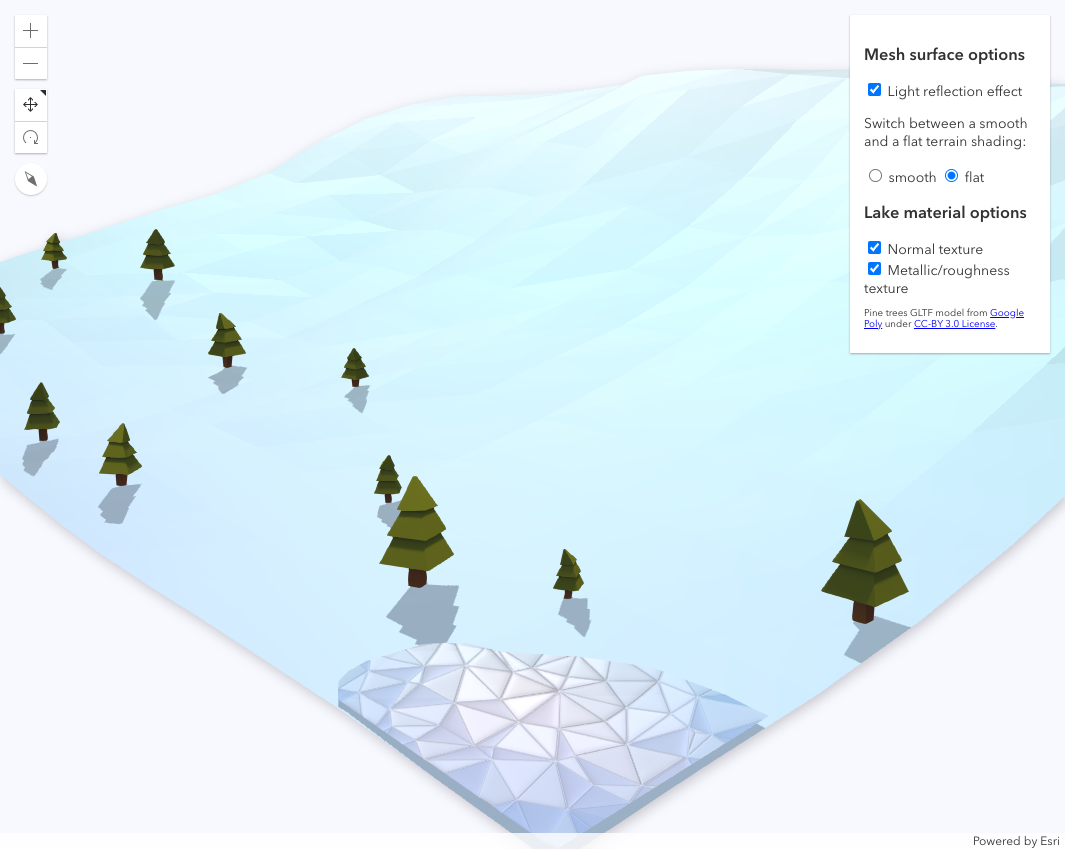 Mesh surface options
Light reflection effect
Switch between a smooth
and a flat terrain shading:
smooth flat
Lake material options
Normal texture
Metallic/roughness
texture
Pine trees GLTF model from Google
Poly under CC-BY 3.0 License.
Powered by Esri